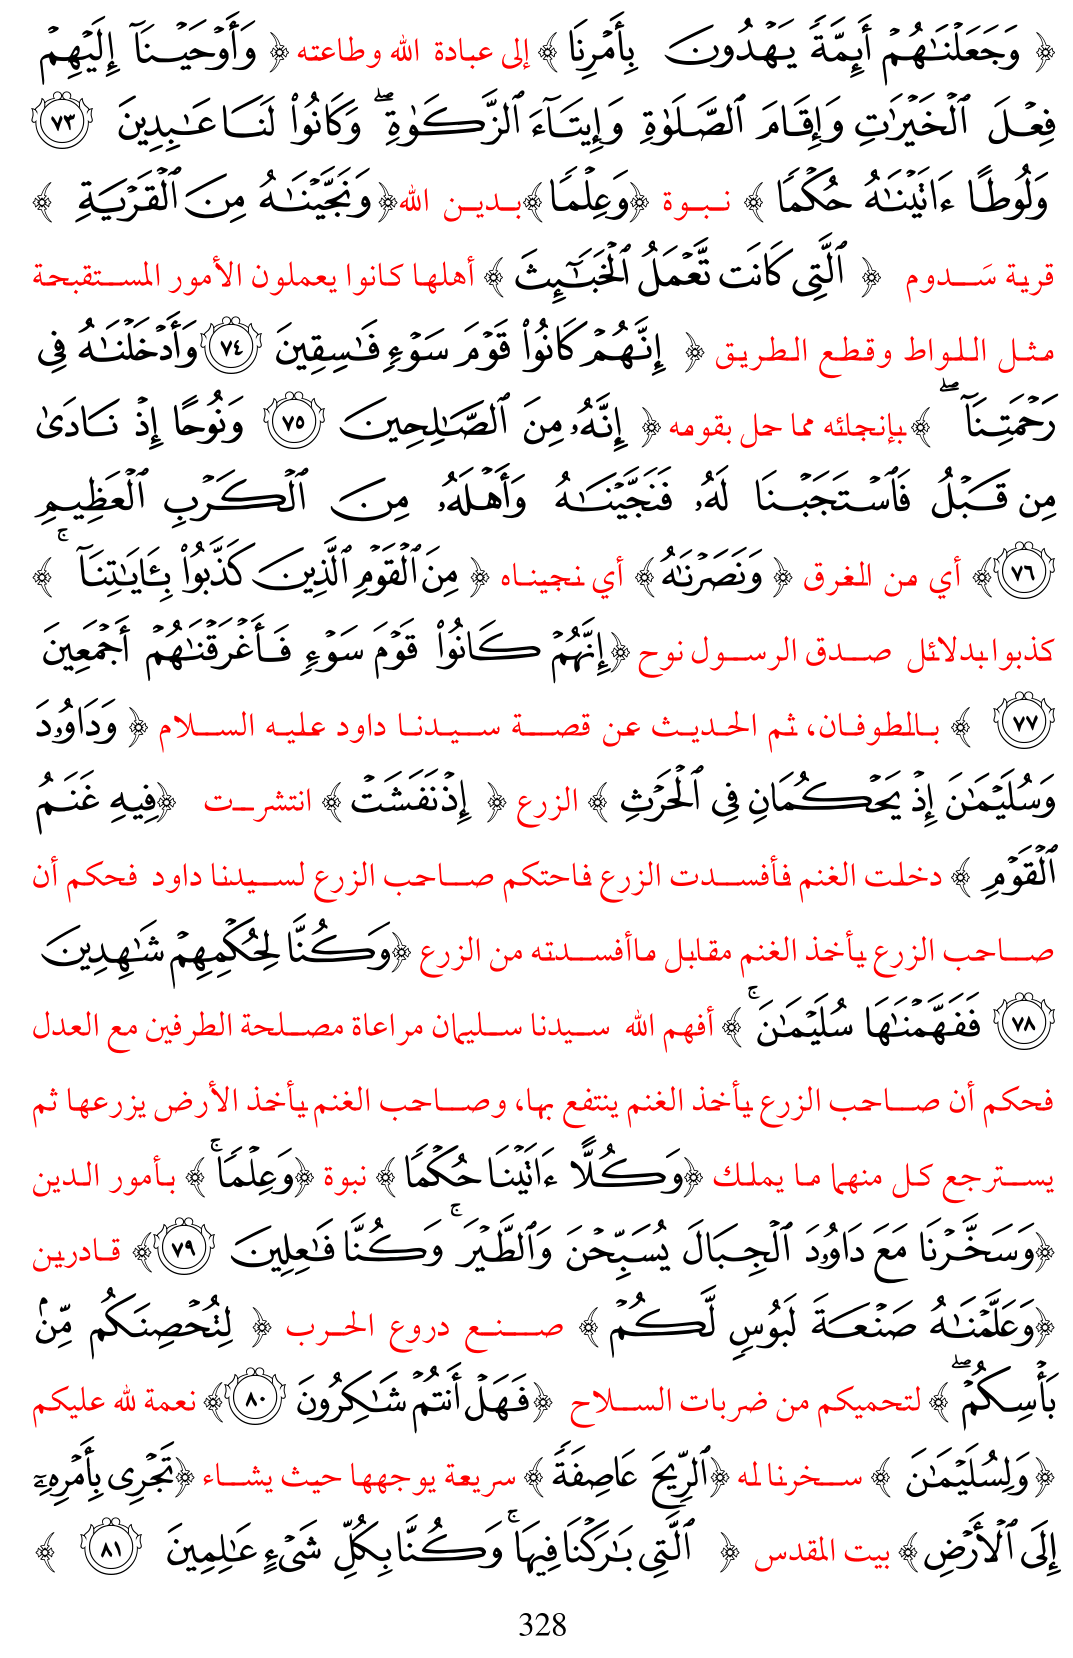 ﴿ وَجَعَلْنَٰهُمْ أَئِمَّةً يَهْدُونَ بِأَمْرِنَا ﴾ إلى عبادة الله وطاعته ﴿ وَأَوْحَيْنَآ إِلَيْهِمْ
فِعْلَ ٱلْخَيْرَٰتِ وَإِقَامَ ٱلصَّلَوٰةِ وَإِيتَآءَ ٱلزَّكَوٰةِ ۖ وَكَانُوا۟ لَنَا عَٰبِدِينَ ٧٣
وَلُوطًا ءَاتَيْنَٰهُ حُكْمًا ﴾ نبوة ﴿وَعِلْمًا﴾ بدين الله ﴿وَنَجَّيْنَٰهُ مِنَ ٱلْقَرْيَةِ ﴾
قرية سَدوم ﴿ ٱلَّتِى كَانَت تَّعْمَلُ ٱلْخَبَٰٓئِثَ ﴾ أهلها كانوا يعملون الأمور المستقبحة
مثل اللواط وقطع الطريق ﴿ إِنَّهُمْ كَانُوا۟ قَوْمَ سَوْءٍ فَٰسِقِينَ ٧٤ وَأَدْخَلْنَٰهُ فِى
رَحْمَتِنَآ ۖ ﴾ بإنجائه مما حل بقومه ﴿ إِنَّهُۥ مِنَ ٱلصَّٰلِحِينَ ٧٥ وَنُوحًا إِذْ نَادَىٰ
مِن قَبْلُ فَٱسْتَجَبْنَا لَهُۥ فَنَجَّيْنَٰهُ وَأَهْلَهُۥ مِنَ ٱلْكَرْبِ ٱلْعَظِيمِ
٧٦ ﴾ أي من الغرق ﴿ وَنَصَرْنَٰهُ ﴾ أي نجيناه ﴿ مِنَ ٱلْقَوْمِ ٱلَّذِينَ كَذَّبُوا۟ بِـَٔايَٰتِنَآ ۚ ﴾
كذبوا بدلائل صدق الرسول نوح ﴿إِنَّهُمْ كَانُوا۟ قَوْمَ سَوْءٍ فَأَغْرَقْنَٰهُمْ أَجْمَعِينَ
٧٧ ﴾ بالطوفان، ثم الحديث عن قصة سيدنا داود عليه السلام ﴿ وَدَاوُۥدَ
وَسُلَيْمَٰنَ إِذْ يَحْكُمَانِ فِى ٱلْحَرْثِ ﴾ الزرع ﴿ إِذْ نَفَشَتْ ﴾ انتشرت ﴿فِيهِ غَنَمُ
ٱلْقَوْمِ ﴾ دخلت الغنم فأفسدت الزرع فاحتكم صاحب الزرع لسيدنا داود فحكم أن
صاحب الزرع يأخذ الغنم مقابل ماأفسدته من الزرع ﴿وَكُنَّا لِحُكْمِهِمْ شَٰهِدِينَ
٧٨ فَفَهَّمْنَٰهَا سُلَيْمَٰنَ ۚ ﴾ أفهم الله سيدنا سليمان مراعاة مصلحة الطرفين مع العدل
فحكم أن صاحب الزرع يأخذ الغنم ينتفع بها، وصاحب الغنم يأخذ الأرض يزرعها ثم
يسترجع كل منهما ما يملك ﴿وَكُلًّا ءَاتَيْنَا حُكْمًا ﴾ نبوة ﴿وَعِلْمًا ۚ ﴾ بأمور الدين
﴿وَسَخَّرْنَا مَعَ دَاوُۥدَ ٱلْجِبَالَ يُسَبِّحْنَ وَٱلطَّيْرَ ۚ وَكُنَّا فَٰعِلِينَ ٧٩ ﴾ قادرين
﴿وَعَلَّمْنَٰهُ صَنْعَةَ لَبُوسٍ لَّكُمْ ﴾ صنع دروع الحرب ﴿ لِتُحْصِنَكُم مِّنۢ
بَأْسِكُمْ ۖ ﴾ لتحميكم من ضربات السلاح ﴿فَهَلْ أَنتُمْ شَٰكِرُونَ ٨٠ ﴾ نعمة لله عليكم
﴿ وَلِسُلَيْمَٰنَ ﴾ سخرنا له ﴿ٱلرِّيحَ عَاصِفَةً ﴾ سريعة يوجهها حيث يشاء ﴿تَجْرِى بِأَمْرِهِۦٓ
إِلَى ٱلْأَرْضِ ﴾ بيت المقدس ﴿ ٱلَّتِى بَٰرَكْنَا فِيهَا ۚ وَكُنَّا بِكُلِّ شَىْءٍ عَٰلِمِينَ ٨١ ﴾
328